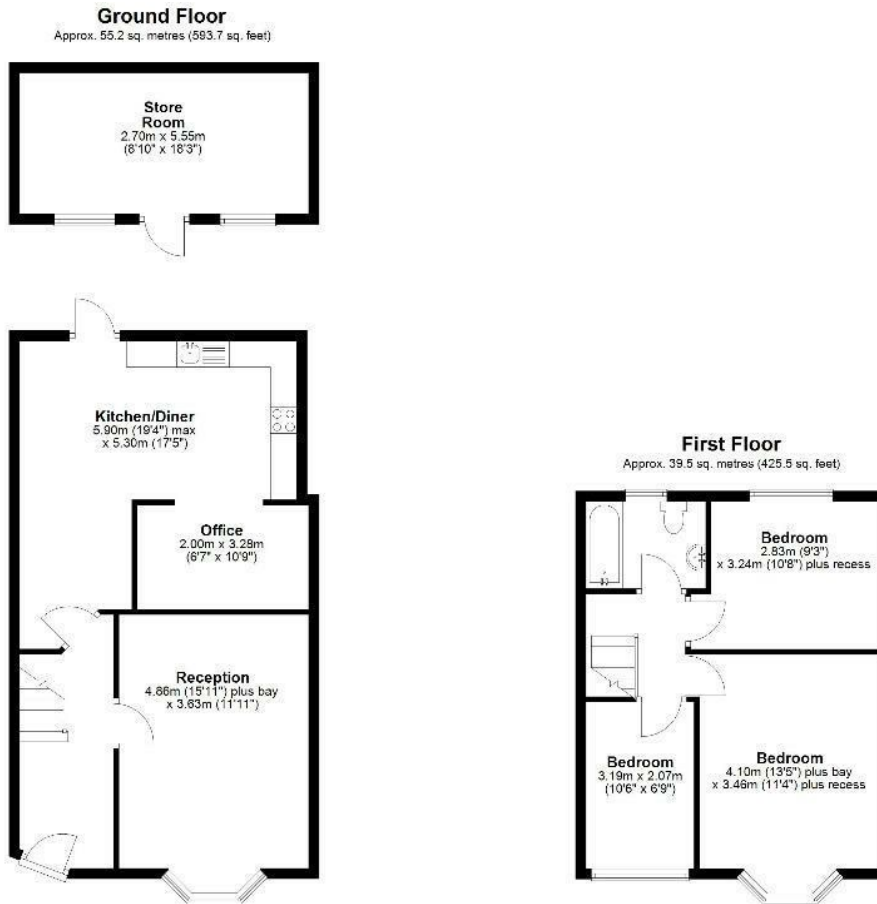 Ground Floor
Approx. 55.2 sq. metres (593.7 sq. feet)
Store
Room
2.70m x 5.55m
(8'10" x 18'3")
Kitchen/Diner
5.90m (19'4") max
x 5.30m (17'5")
Office
2.00m x 3.28m
(6'7" x 10'9")
Reception
4.86m (15'11") plus bay
x 3.63m (11'11")
First Floor
Approx. 39.5 sq. metres (425.5 sq. feet)
Bedroom
2.83m (9'3")
x 3.24m (10'8") plus recess
Bedroom
3.19m x 2.07m
(10'6" x 6'9")
Bedroom
4.10m (13'5") plus bay
x 3.46m (11'4") plus recess